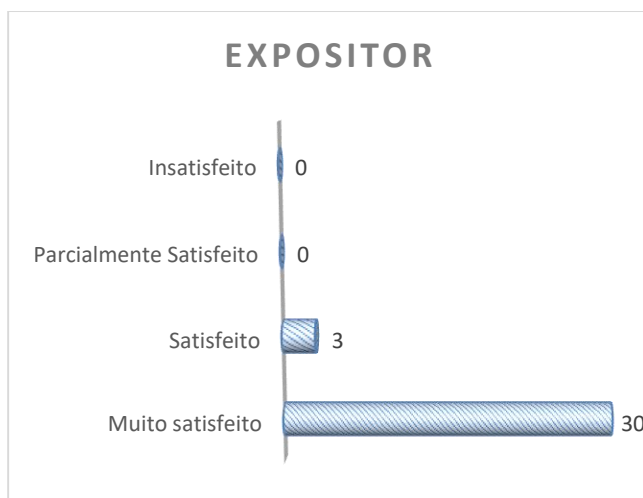 EXPOSITOR
Insatisfeito 0
Parcialmente Satisfeito 0
Satisfeito 3
Muito satisfeito 30